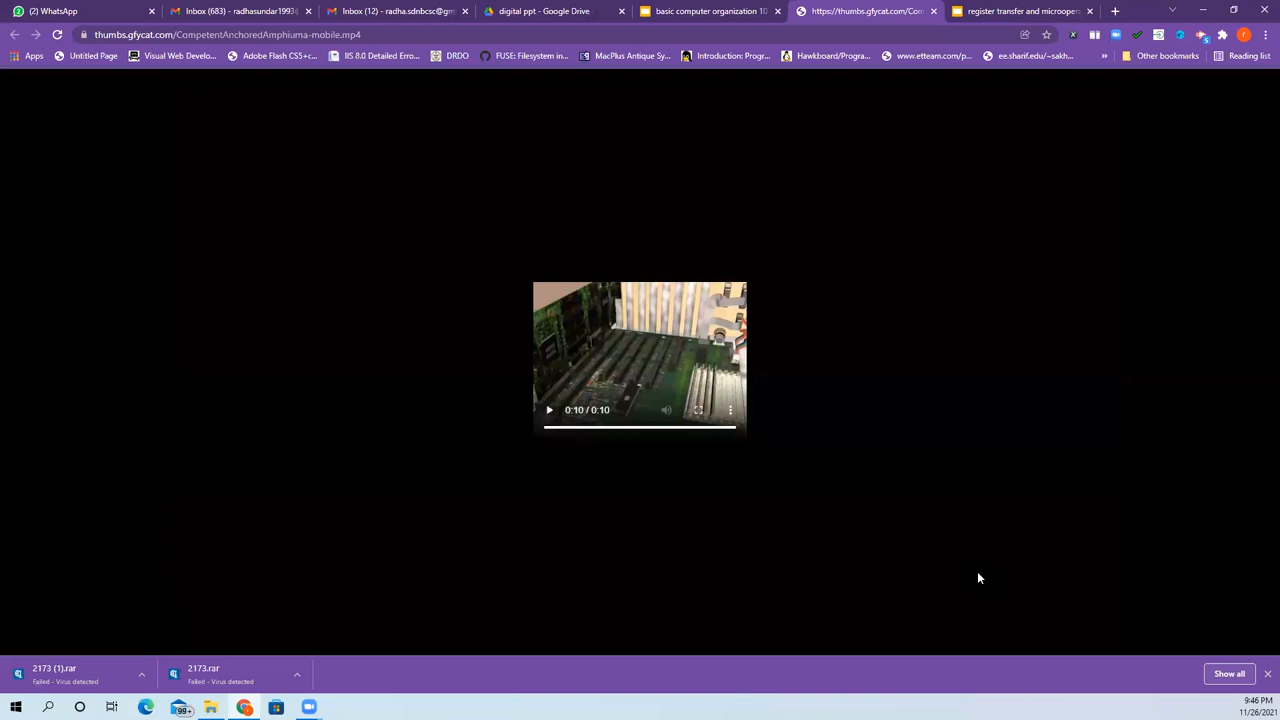 (2) WhatsApp
Inbox (683) - radhasundar1993
Inbox (12) - radha.sdnbcsc@gm
digital ppt - Google Drive
basic computer organization 10
https://thumbs.gfycat.com/Com
register transfer and microopera
thumbs.gfycat.com/CompetentAnchoredAmphiuma-mobile.mp4
Apps
Untitled Page
Visual Web Develo...
Adobe Flash CS5+c...
IIS 8.0 Detailed Erro...
DRDO
FUSE: Filesystem in...
MacPlus Antique Sy...
Introduction: Progr...
Hawkboard/Progra...
www.etteam.com/p...
ee.sharif.edu/~sakh...
»
Other bookmarks
Reading list
0:10 / 0:10
2173 (1).rar
Failed - Virus detected
2173.rar
Failed - Virus detected
Show all
99+
9:46 PM
11/26/2021